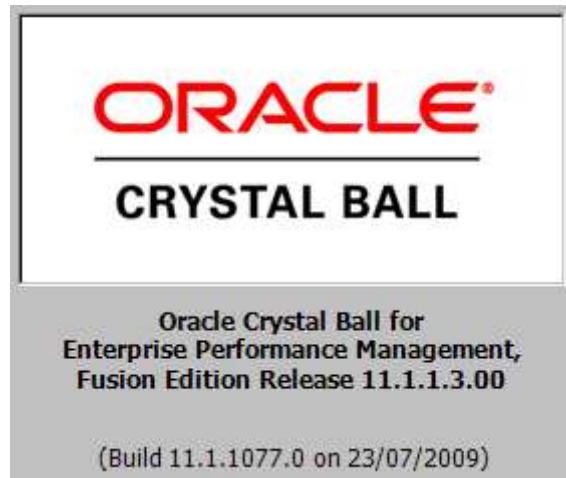 ORACLE®
CRYSTAL BALL
Oracle Crystal Ball for
Enterprise Performance Management,
Fusion Edition Release 11.1.1.3.00
(Build 11.1.1077.0 on 23/07/2009)